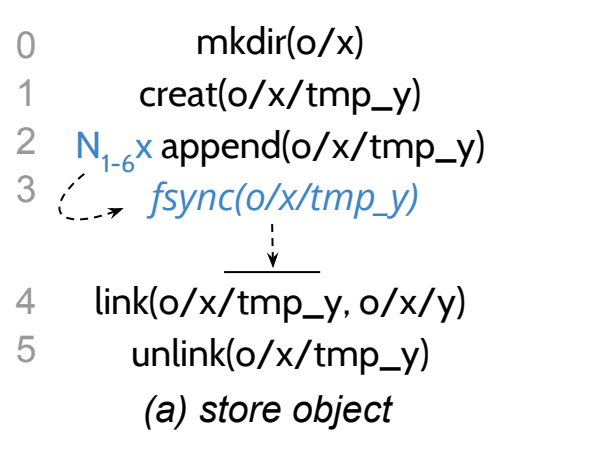 0 mkdir(o/x)
1 creat(o/x/tmp_y)
2 N1-6x append(o/x/tmp_y)
3 fsync(o/x/tmp_y)
4 link(o/x/tmp_y, o/x/y)
5 unlink(o/x/tmp_y)
(a) store object